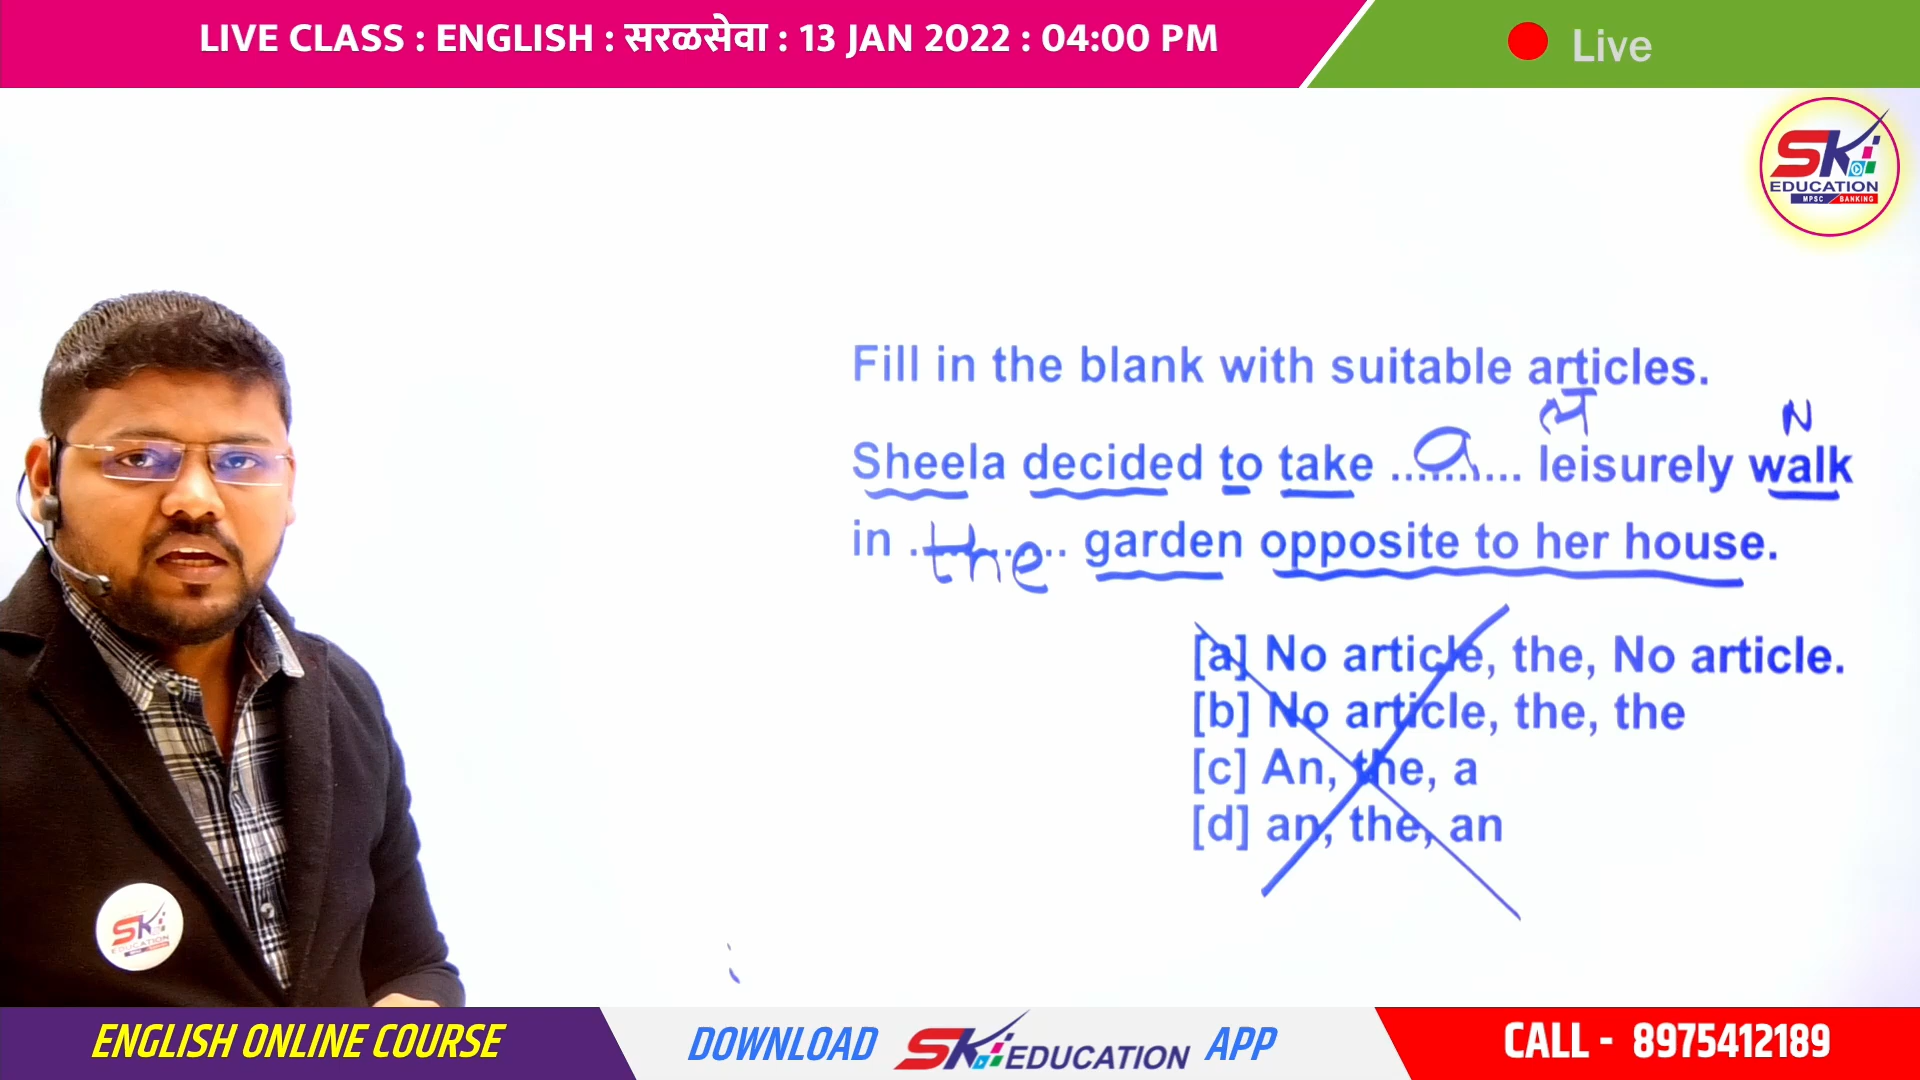 LIVE CLASS : ENGLISH : सरळसेवा : 13 JAN 2022 : 04:00 PM
Live
SK
EDUCATION
MPSC BANKING
Fill in the blank with suitable articles.
N
Sheela decided to take ....a.... leisurely walk
in ..the.. garden opposite to her house.
[a] No article, the, No article.
[b] No article, the, the
[c] An, the, a
[d] an, the, an
SK
EDUCATION
ENGLISH ONLINE COURSE
DOWNLOAD SK EDUCATION APP
CALL - 8975412189